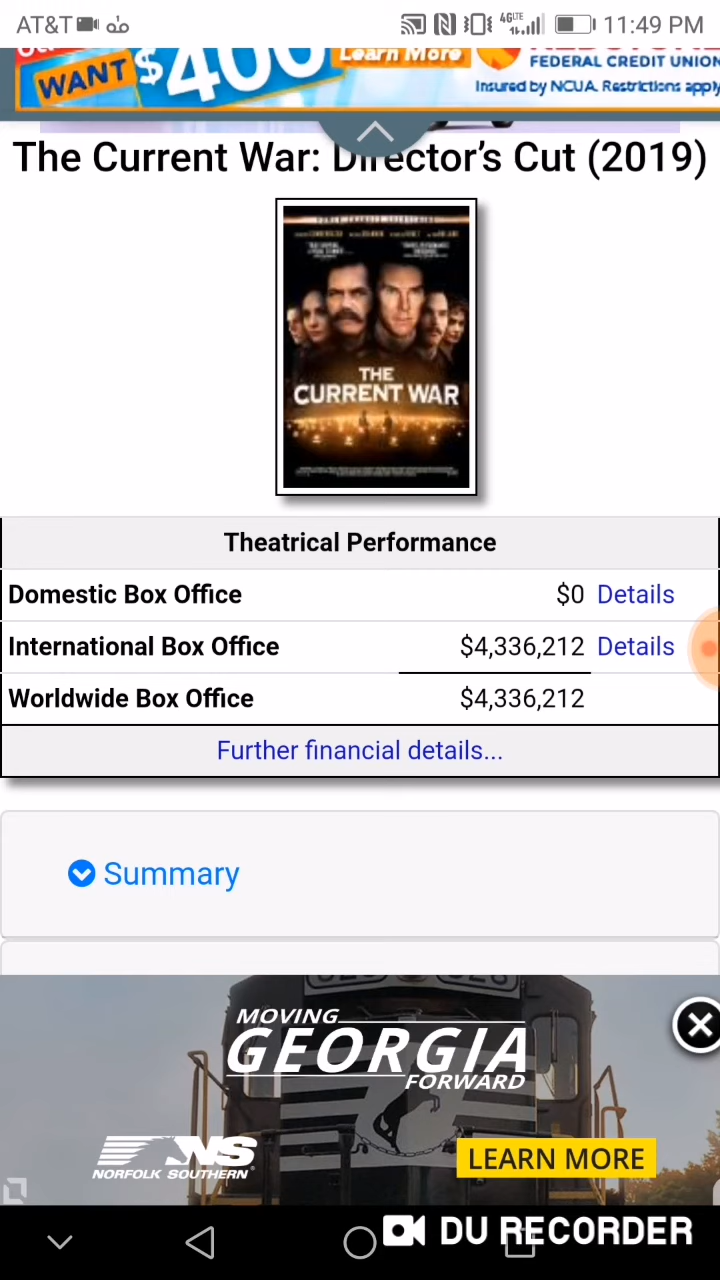 AT&T 4G LTE 11:49 PM
WANT $400 Learn More FEDERAL CREDIT UNION
Insured by NCUA. Restrictions apply
The Current War: Director's Cut (2019)
THE
CURRENT WAR
Theatrical Performance
Domestic Box Office $0 Details
International Box Office $4,336,212 Details
Worldwide Box Office $4,336,212
Further financial details...
Summary
MOVING
GEORGIA
FORWARD
NS
NORFOLK SOUTHERN®
LEARN MORE
DU RECORDER